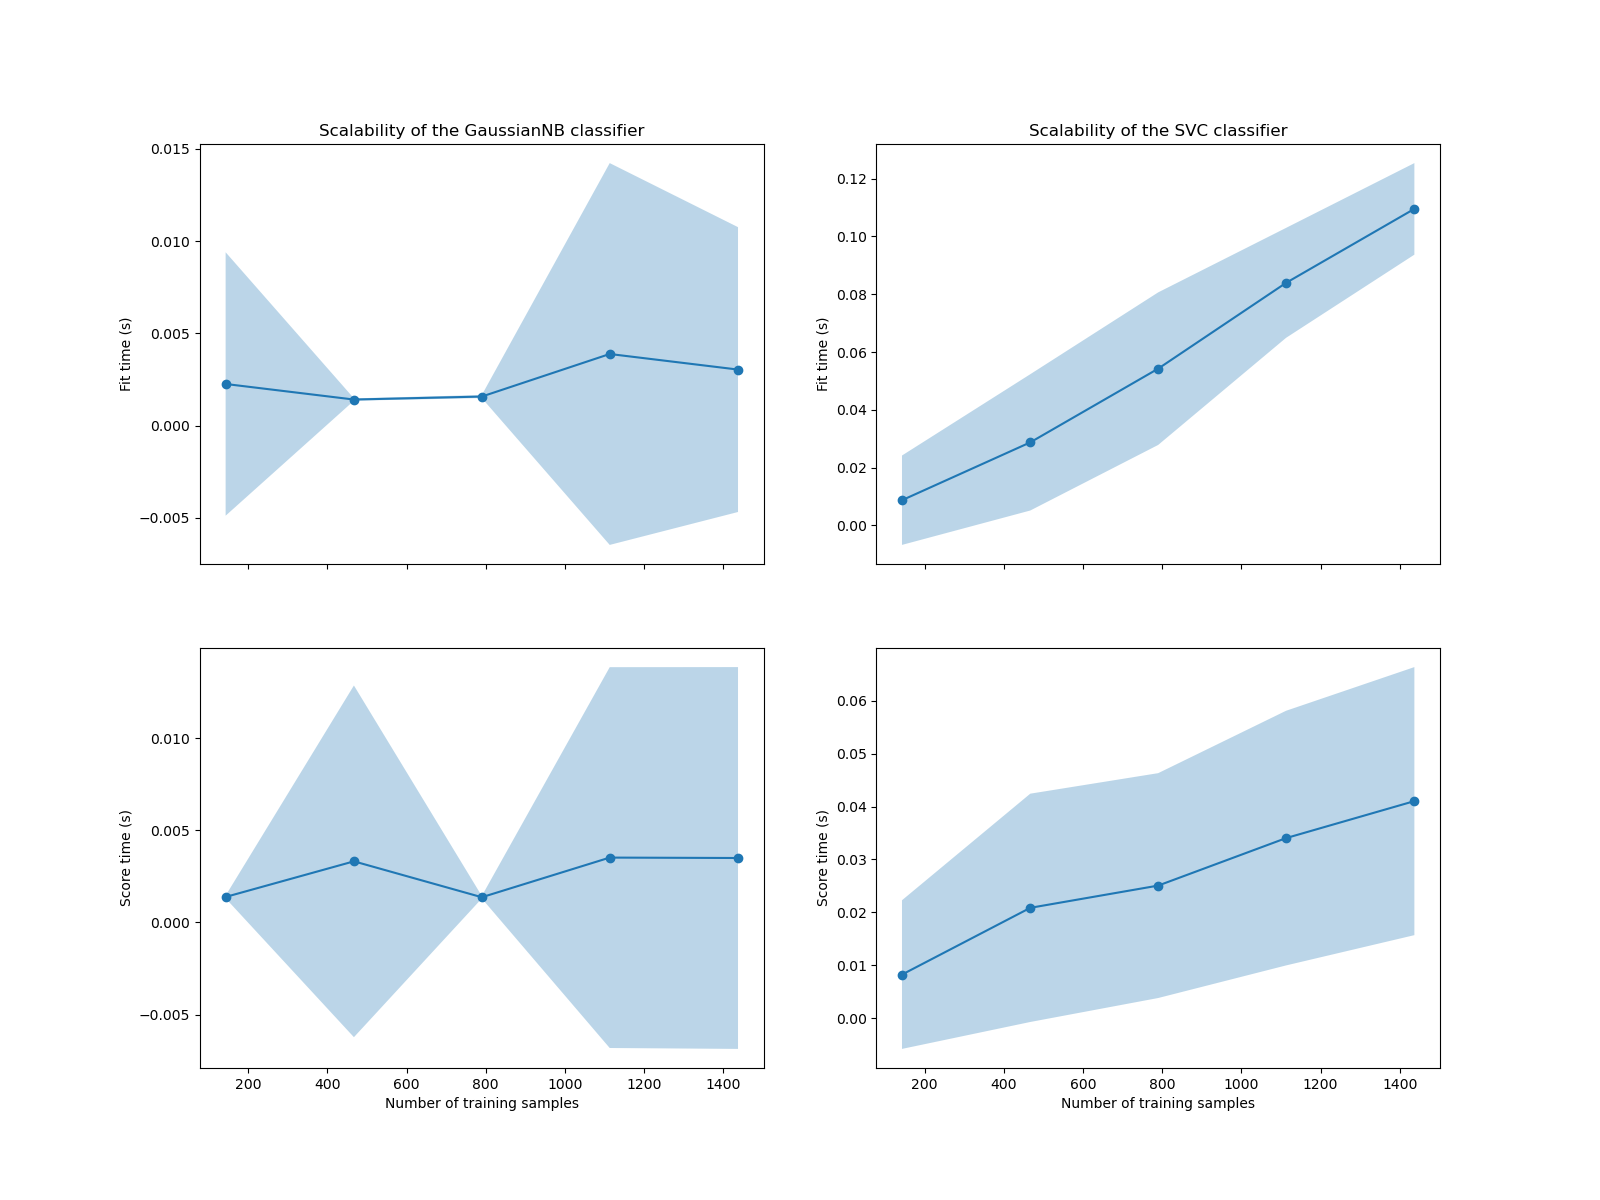 Scalability of the GaussianNB classifier
0.015
0.010
0.005
0.000
−0.005
Fit time (s)
Scalability of the SVC classifier
0.12
0.10
0.08
0.06
0.04
0.02
0.00
Fit time (s)
0.010
0.005
0.000
−0.005
Score time (s)
200 400 600 800 1000 1200 1400
Number of training samples
0.06
0.05
0.04
0.03
0.02
0.01
0.00
Score time (s)
200 400 600 800 1000 1200 1400
Number of training samples